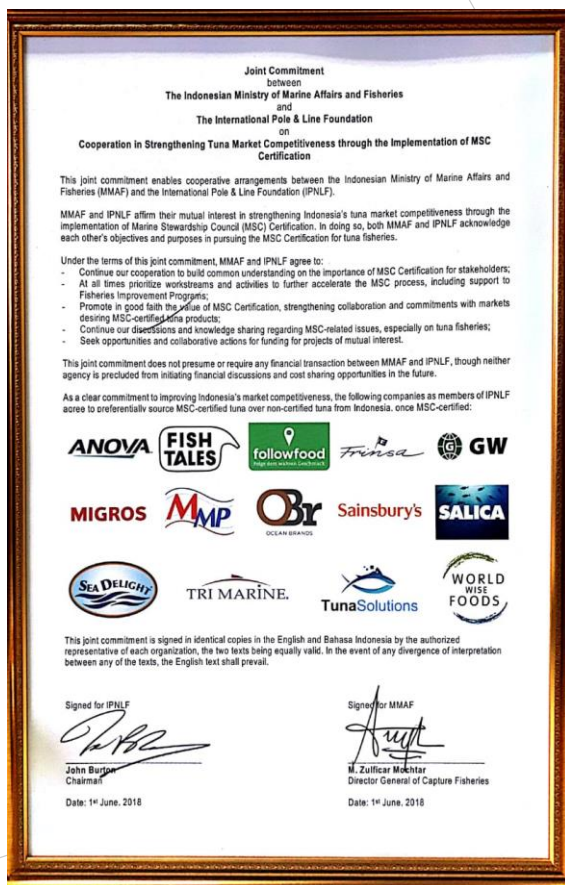 Joint Commitment
between
The Indonesian Ministry of Marine Affairs and Fisheries
and
The International Pole & Line Foundation
on
Cooperation in Strengthening Tuna Market Competitiveness through the Implementation of MSC
Certification
This joint commitment enables cooperative arrangements between the Indonesian Ministry of Marine Affairs and
Fisheries (MMAF) and the International Pole & Line Foundation (IPNLF).
MMAF and IPNLF affirm their mutual interest in strengthening Indonesia's tuna market competitiveness through the
implementation of Marine Stewardship Council (MSC) Certification. In doing so, both MMAF and IPNLF acknowledge
each other's objectives and purposes in pursuing the MSC Certification for tuna fisheries.
Under the terms of this joint commitment, MMAF and IPNLF agree to:
- Continue our cooperation to build common understanding on the importance of MSC Certification for stakeholders;
- At all times prioritize workstreams and activities to further accelerate the MSC process, including support to
Fisheries Improvement Programs;
- Promote in good faith the value of MSC Certification, strengthening collaboration and commitments with markets
desiring MSC-certified tuna products;
- Continue our discussions and knowledge sharing regarding MSC-related issues, especially on tuna fisheries;
- Seek opportunities and collaborative actions for funding for projects of mutual interest.
This joint commitment does not presume or require any financial transaction between MMAF and IPNLF, though neither
agency is precluded from initiating financial discussions and cost sharing opportunities in the future.
As a clear commitment to improving Indonesia's market competitiveness, the following companies as members of IPNLF
agree to preferentially source MSC-certified tuna over non-certified tuna from Indonesia, once MSC-certified:
ANOVA FISH TALES followfood Folge dem wahren Geschmack Frinsa G GW
MIGROS MMP OBr OCEAN BRANDS Sainsbury's SALICA
SEA DELIGHT TRI MARINE. TunaSolutions WORLD WISE FOODS
This joint commitment is signed in identical copies in the English and Bahasa Indonesia by the authorized
representative of each organization, the two texts being equally valid. In the event of any divergence of interpretation
between any of the texts, the English text shall prevail.
Signed for IPNLF Signed for MMAF
John Burton M. Zulficar Mochtar
Chairman Director General of Capture Fisheries
Date: 1st June, 2018 Date: 1st June, 2018